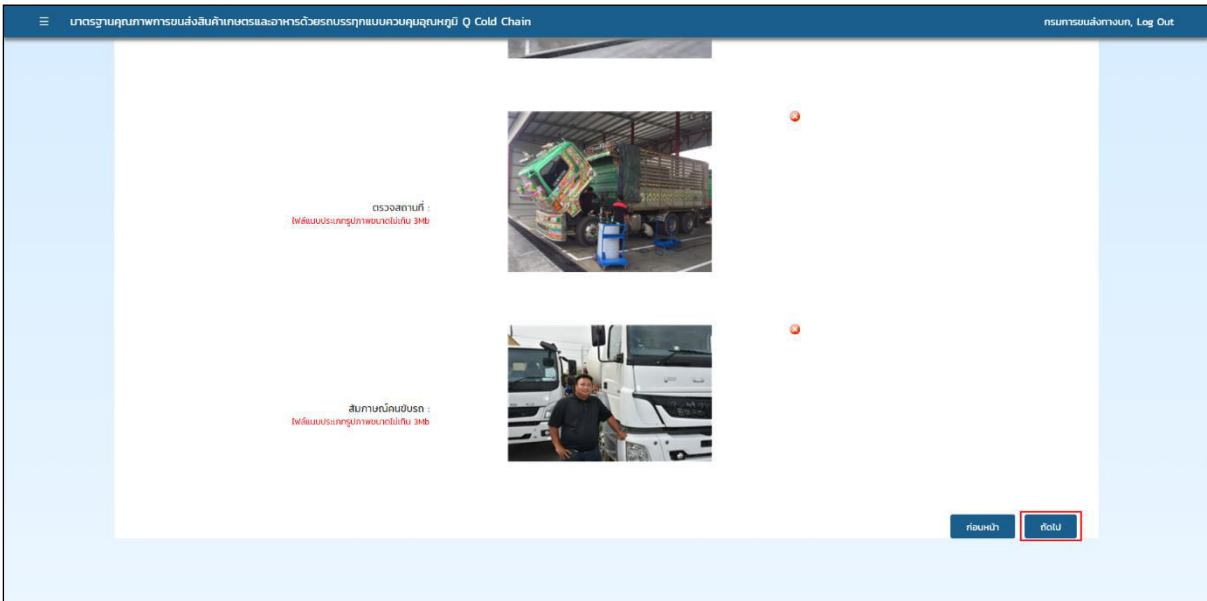 มาตรฐานคุณภาพการขนส่งสินค้าเกษตรและอาหารด้วยรถบรรทุกแบบควบคุมอุณหภูมิ Q Cold Chain
กรมการขนส่งทางบก, Log Out
ตรวจสถานที่ :
ไฟล์แนบประเภทรูปภาพขนาดไม่เกิน 3Mb
สัมภาษณ์คนขับรถ :
ไฟล์แนบประเภทรูปภาพขนาดไม่เกิน 3Mb
ก่อนหน้า
ถัดไป